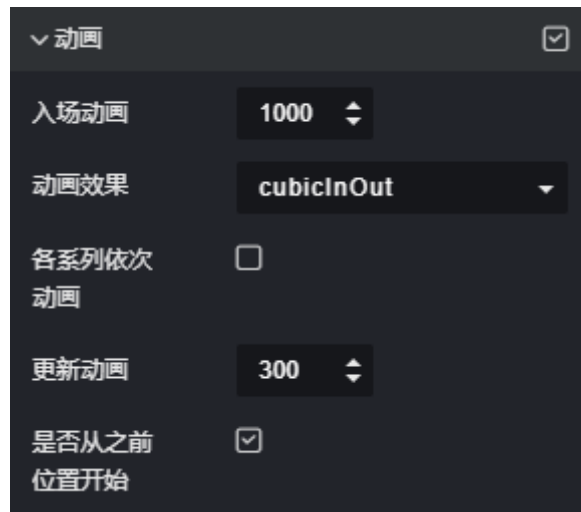 动画
入场动画 1000
动画效果 cubicInOut
各系列依次
动画
更新动画 300
是否从之前
位置开始